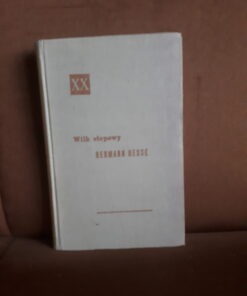 XX
Wilk stepowy
HERMANN HESSE